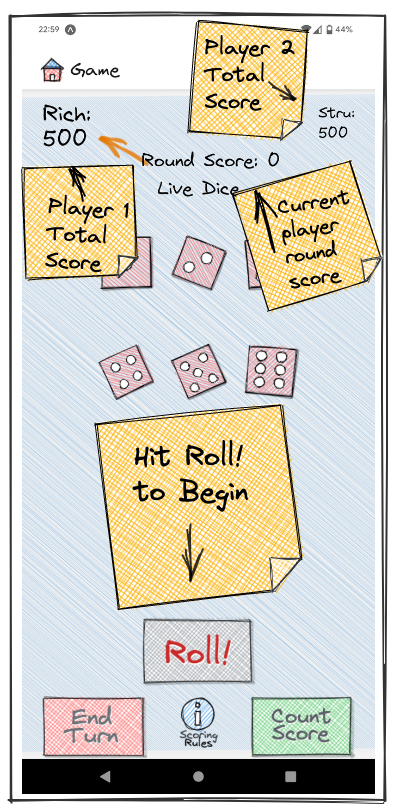 22:59
44%
Game
Player 2
Total
Score
Rich:
500
Stru:
500
Round Score: 0
Live Dice
Player 1
Total
Score
Current
player
round
score
Hit Roll!
to Begin
Roll!
End
Turn
i
Scoring
Rules
Count
Score